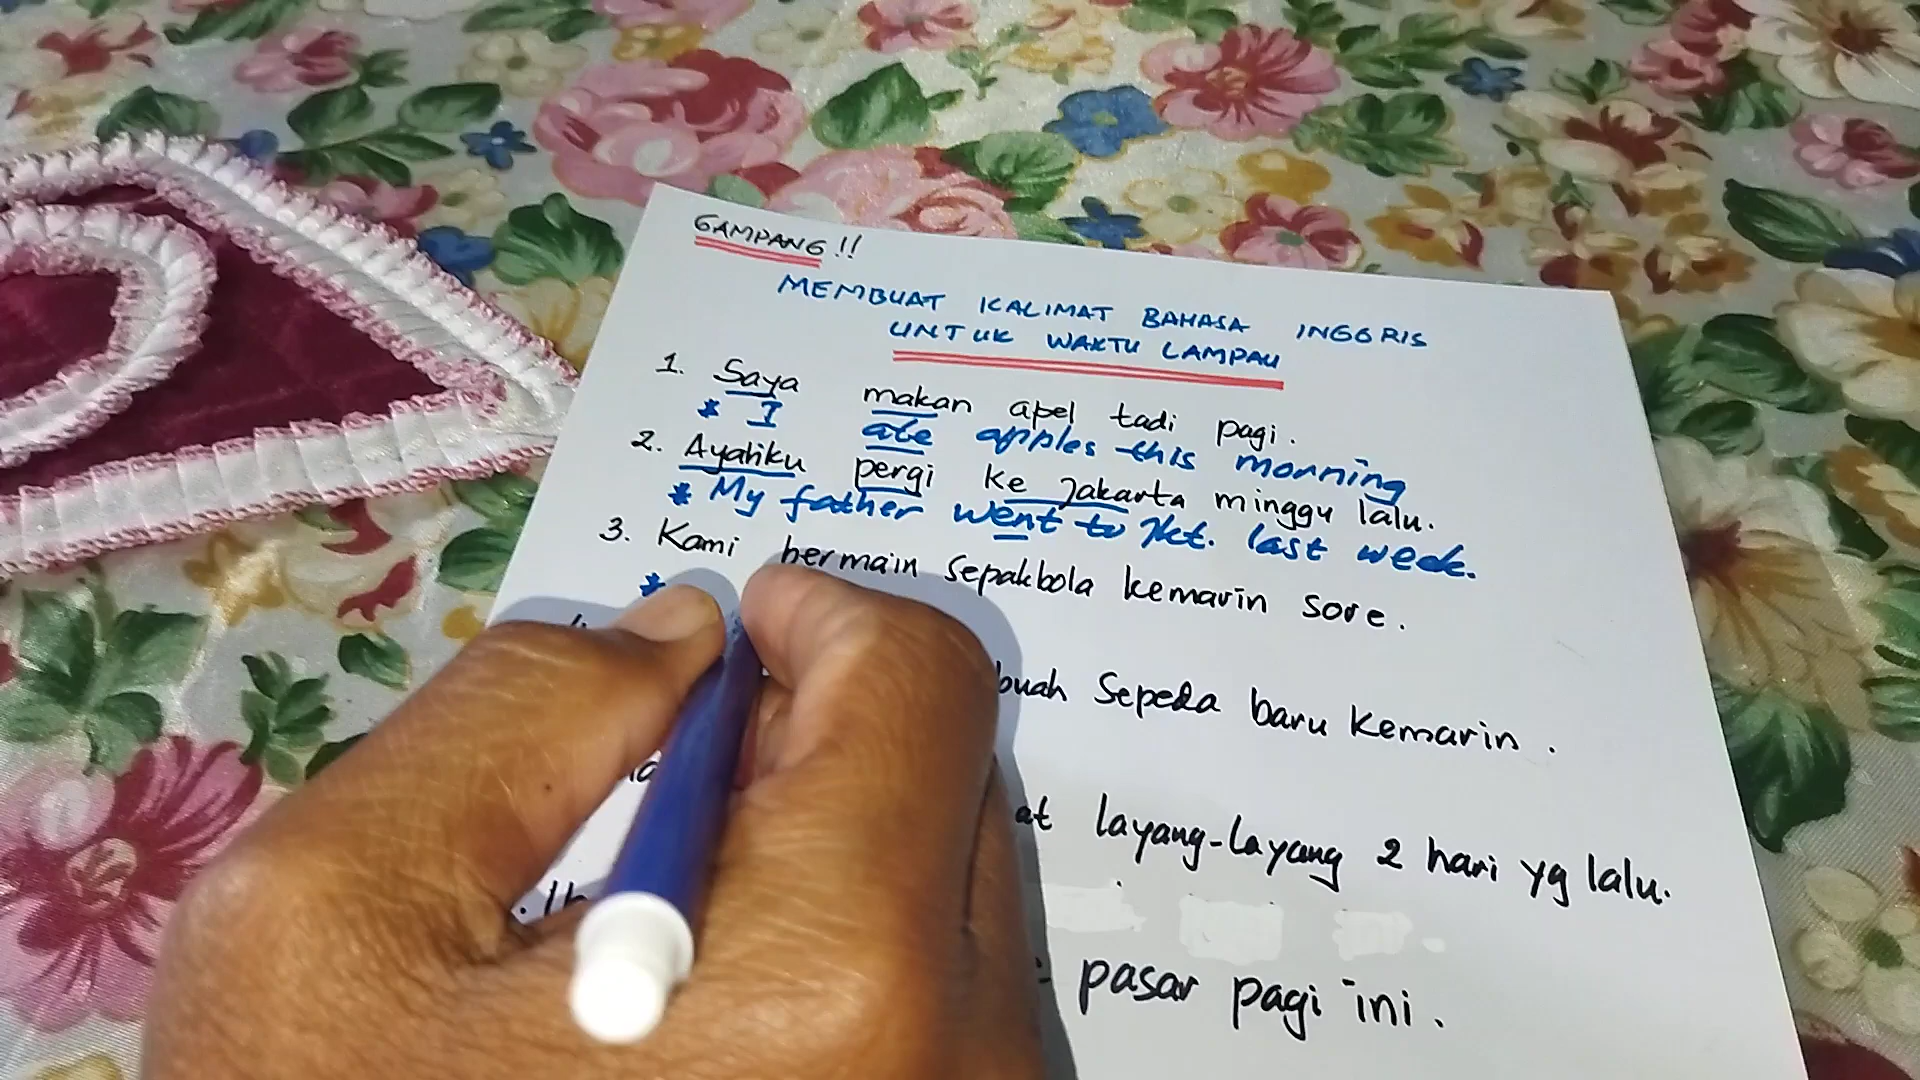 GAMPANG !!
MEMBUAT KALIMAT BAHASA INGGRIS
UNTUK WAKTU LAMPAU
1. Saya makan apel tadi pagi.
* I ate apples this morning
2. Ayahku pergi ke Jakarta minggu lalu.
* My father went to Jkt. last week.
3. Kami bermain Sepakbola kemarin sore.
*
buah Sepeda baru kemarin.
at layang-layang 2 hari yg lalu.
pasar pagi ini.